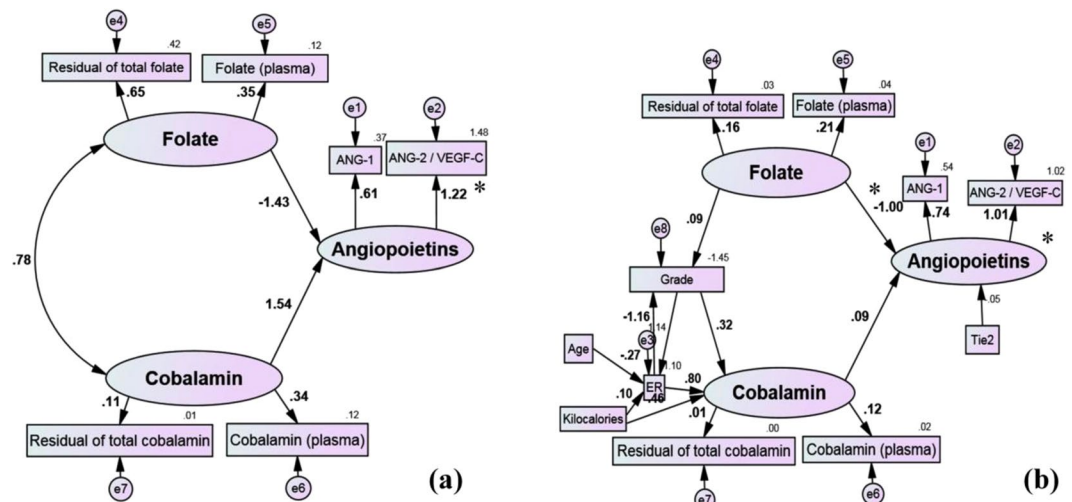 e4
e5
.42
.12
Residual of total folate
Folate (plasma)
.65
.35
e1
e2
Folate
.37
1.48
ANG-1
ANG-2 / VEGF-C
*
-1.43
.61
1.22
.78
Angiopoietins
1.54
Cobalamin
.11
.34
.01
.12
Residual of total cobalamin
Cobalamin (plasma)
e7
e6
(a)
e4
e5
.03
.04
Residual of total folate
Folate (plasma)
.16
.21
e1
e2
Folate
.54
1.02
*
ANG-1
ANG-2 / VEGF-C
-1.00
.74
1.01
.09
e8
*
-1.45
Angiopoietins
Grade
-1.16
.05
1.14
.32
.09
e3
Tie2
Age
-.27
1.10
ER
.80
Cobalamin
.10
.46
Kilocalories
.01
.12
.00
.02
Residual of total cobalamin
Cobalamin (plasma)
e7
e6
(b)